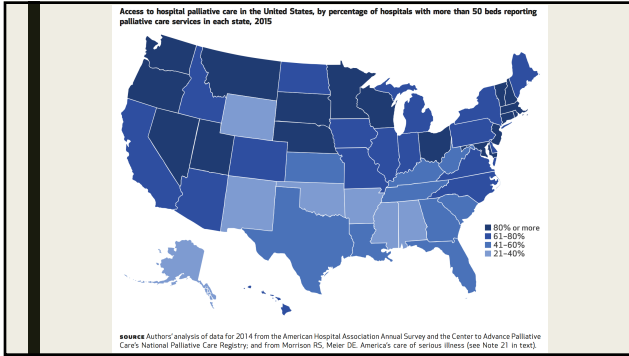 Access to hospital palliative care in the United States, by percentage of hospitals with more than 50 beds reporting
palliative care services in each state, 2015
80% or more
61–80%
41–60%
21–40%
SOURCE Authors' analysis of data for 2014 from the American Hospital Association Annual Survey and the Center to Advance Palliative
Care's National Palliative Care Registry; and from Morrison RS, Meier DE. America's care of serious illness (see Note 21 in text).